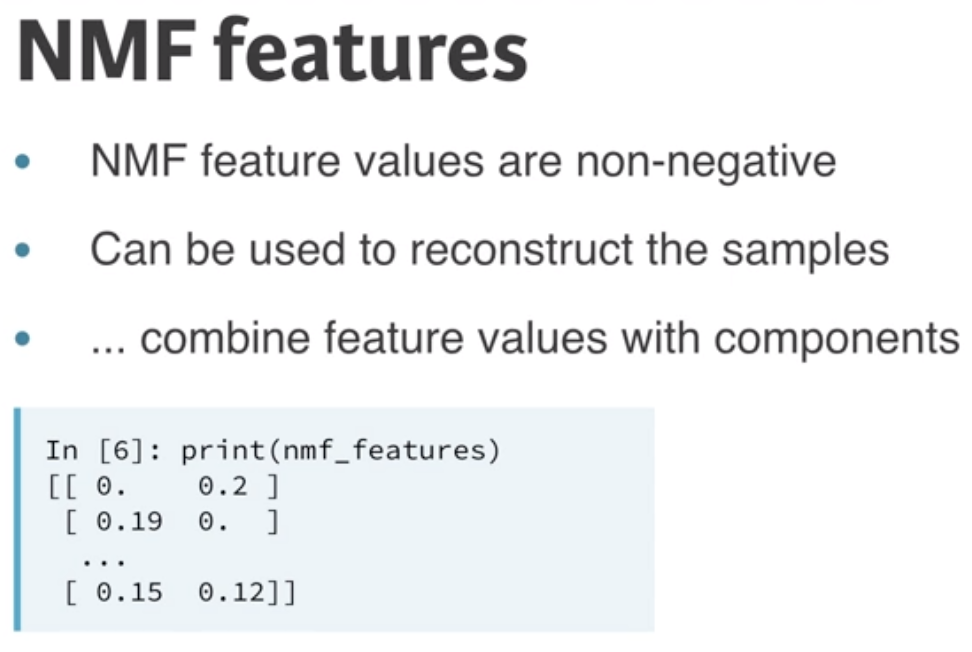 NMF features
• NMF feature values are non-negative
• Can be used to reconstruct the samples
• ... combine feature values with components
In [6]: print(nmf_features)
[[ 0.    0.2 ]
 [ 0.19  0.  ]
  ...
 [ 0.15  0.12]]